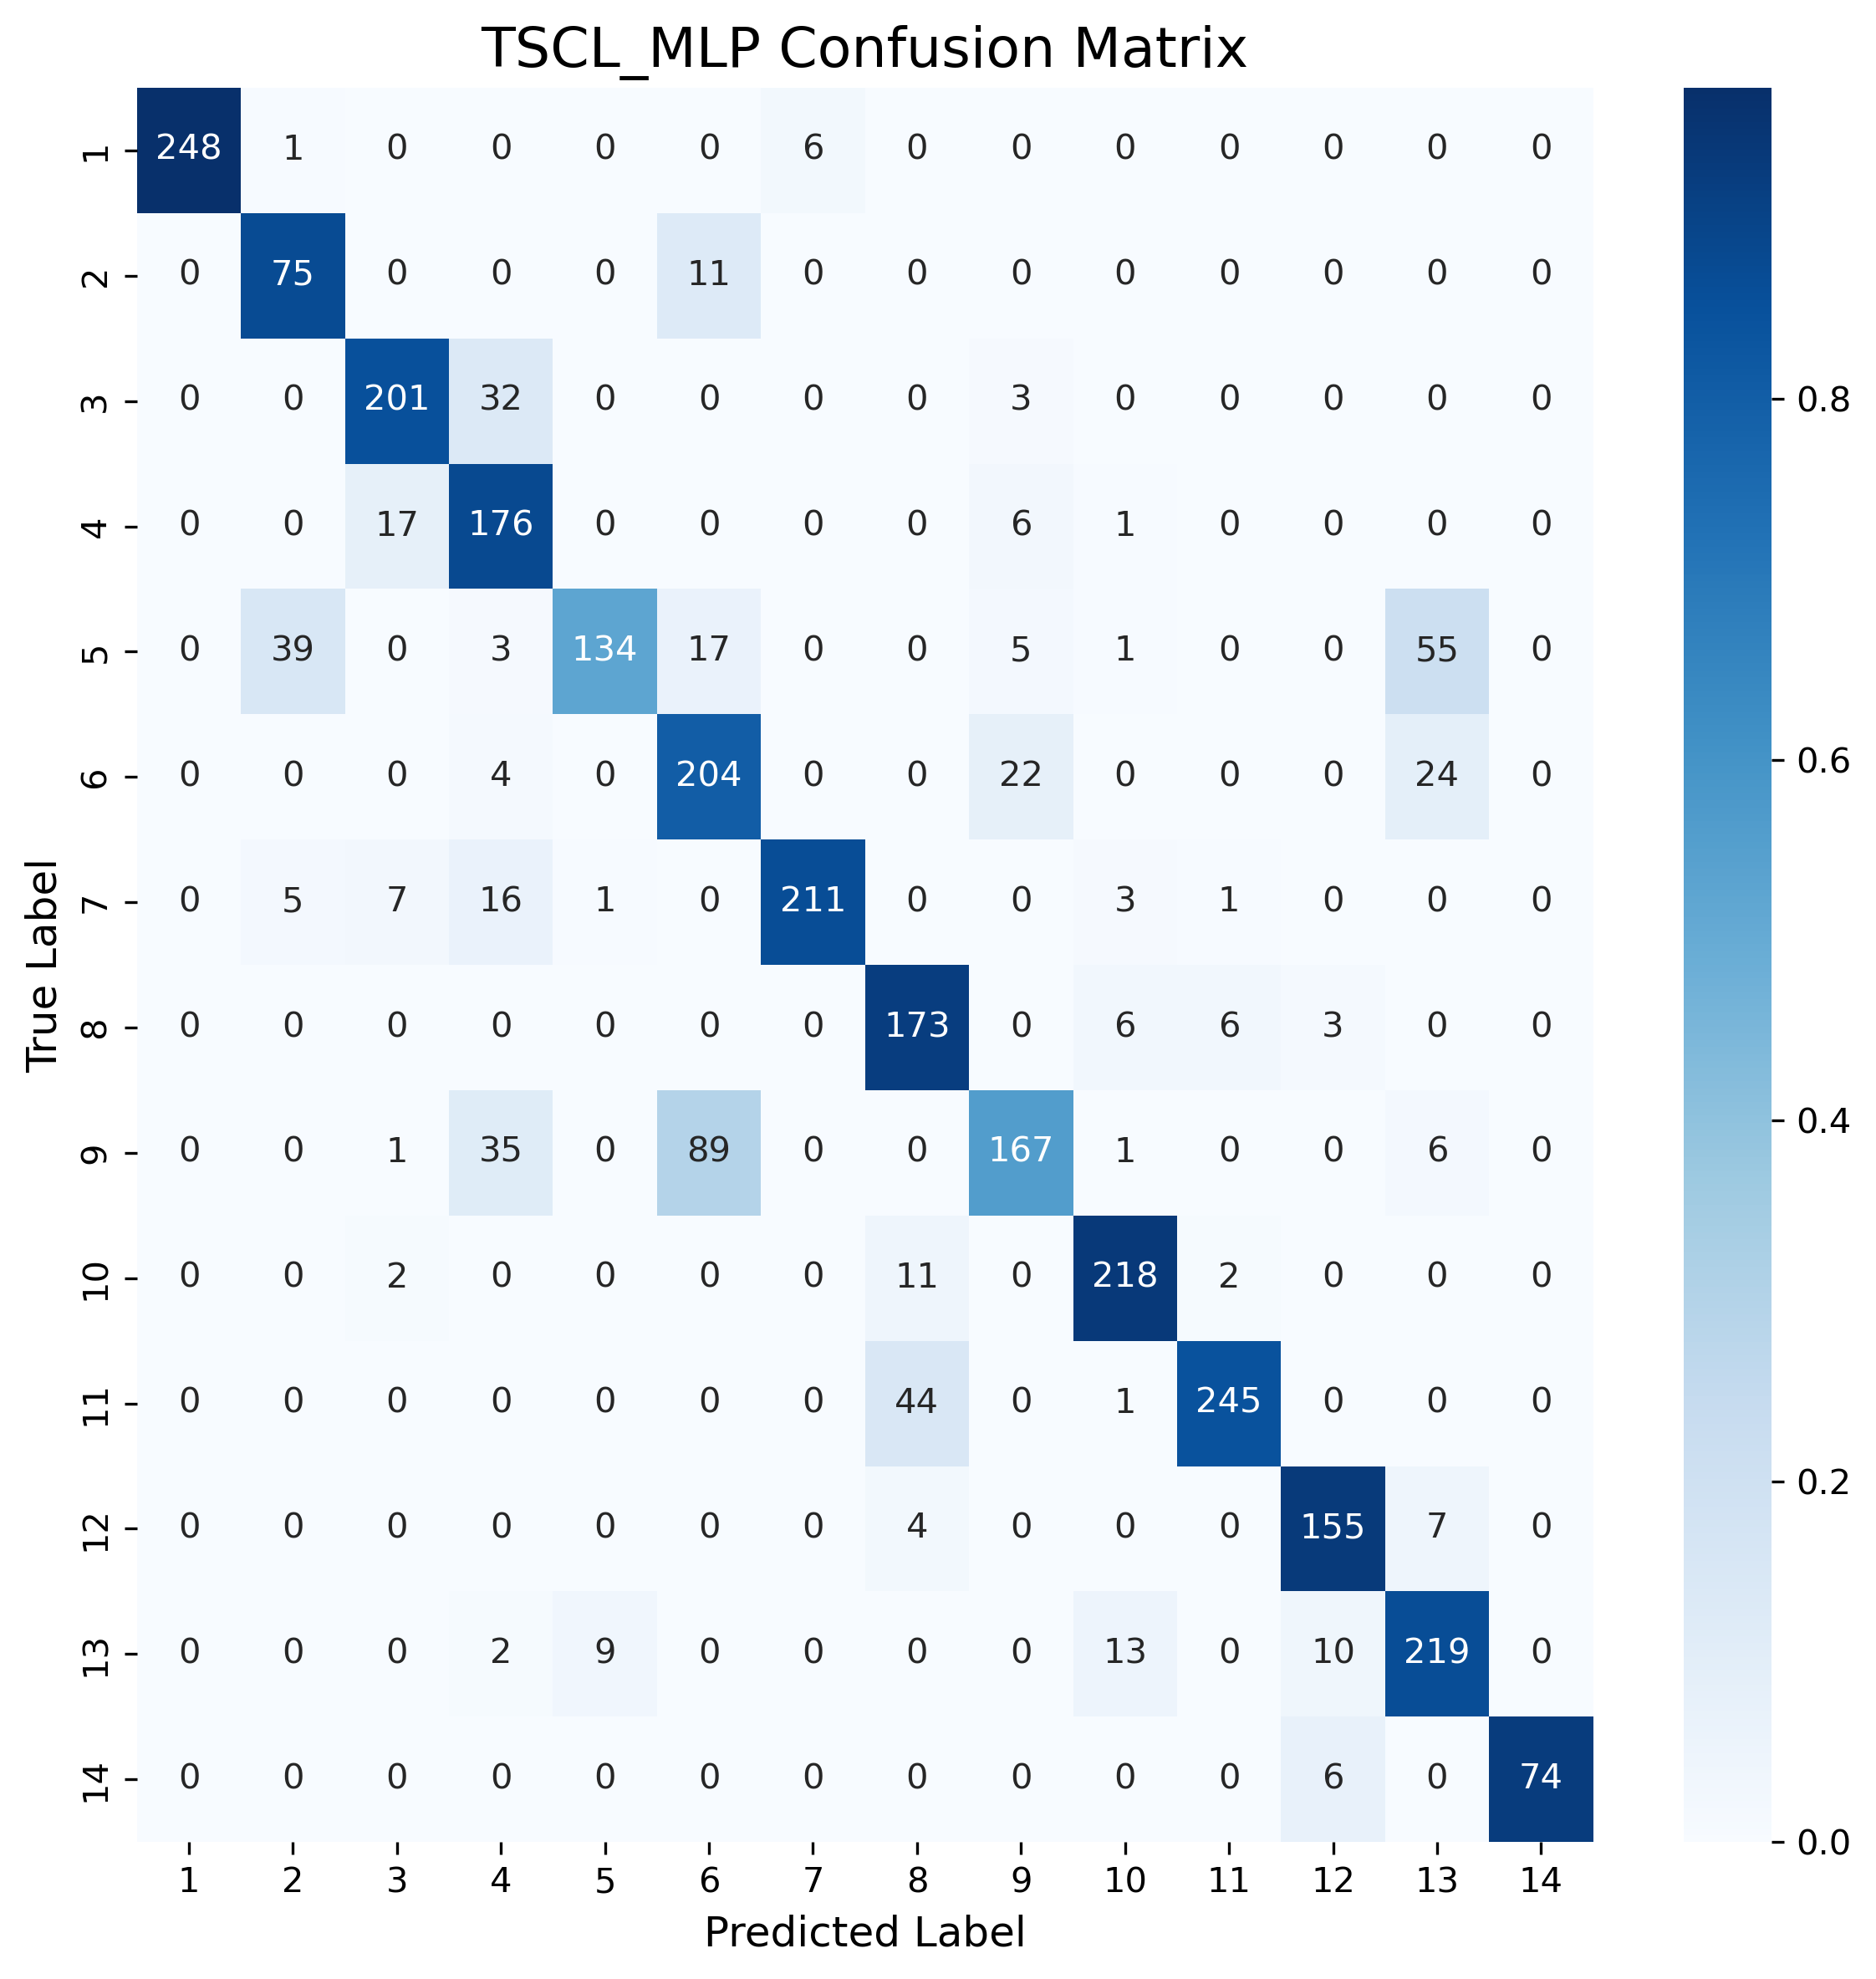 TSCL_MLP Confusion Matrix
1 248 1 0 0 0 0 6 0 0 0 0 0 0 0
2 0 75 0 0 0 11 0 0 0 0 0 0 0 0
3 0 0 201 32 0 0 0 0 3 0 0 0 0 0
4 0 0 17 176 0 0 0 0 6 1 0 0 0 0
5 0 39 0 3 134 17 0 0 5 1 0 0 55 0
6 0 0 0 4 0 204 0 0 22 0 0 0 24 0
7 0 5 7 16 1 0 211 0 0 3 1 0 0 0
8 0 0 0 0 0 0 0 173 0 6 6 3 0 0
9 0 0 1 35 0 89 0 0 167 1 0 0 6 0
10 0 0 2 0 0 0 0 11 0 218 2 0 0 0
11 0 0 0 0 0 0 0 44 0 1 245 0 0 0
12 0 0 0 0 0 0 0 4 0 0 0 155 7 0
13 0 0 0 2 9 0 0 0 0 13 0 10 219 0
14 0 0 0 0 0 0 0 0 0 0 0 6 0 74
1 2 3 4 5 6 7 8 9 10 11 12 13 14
Predicted Label
True Label
0.8
0.6
0.4
0.2
0.0